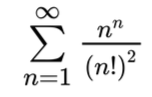 ∞
∑ nⁿ / (n!)²
n=1